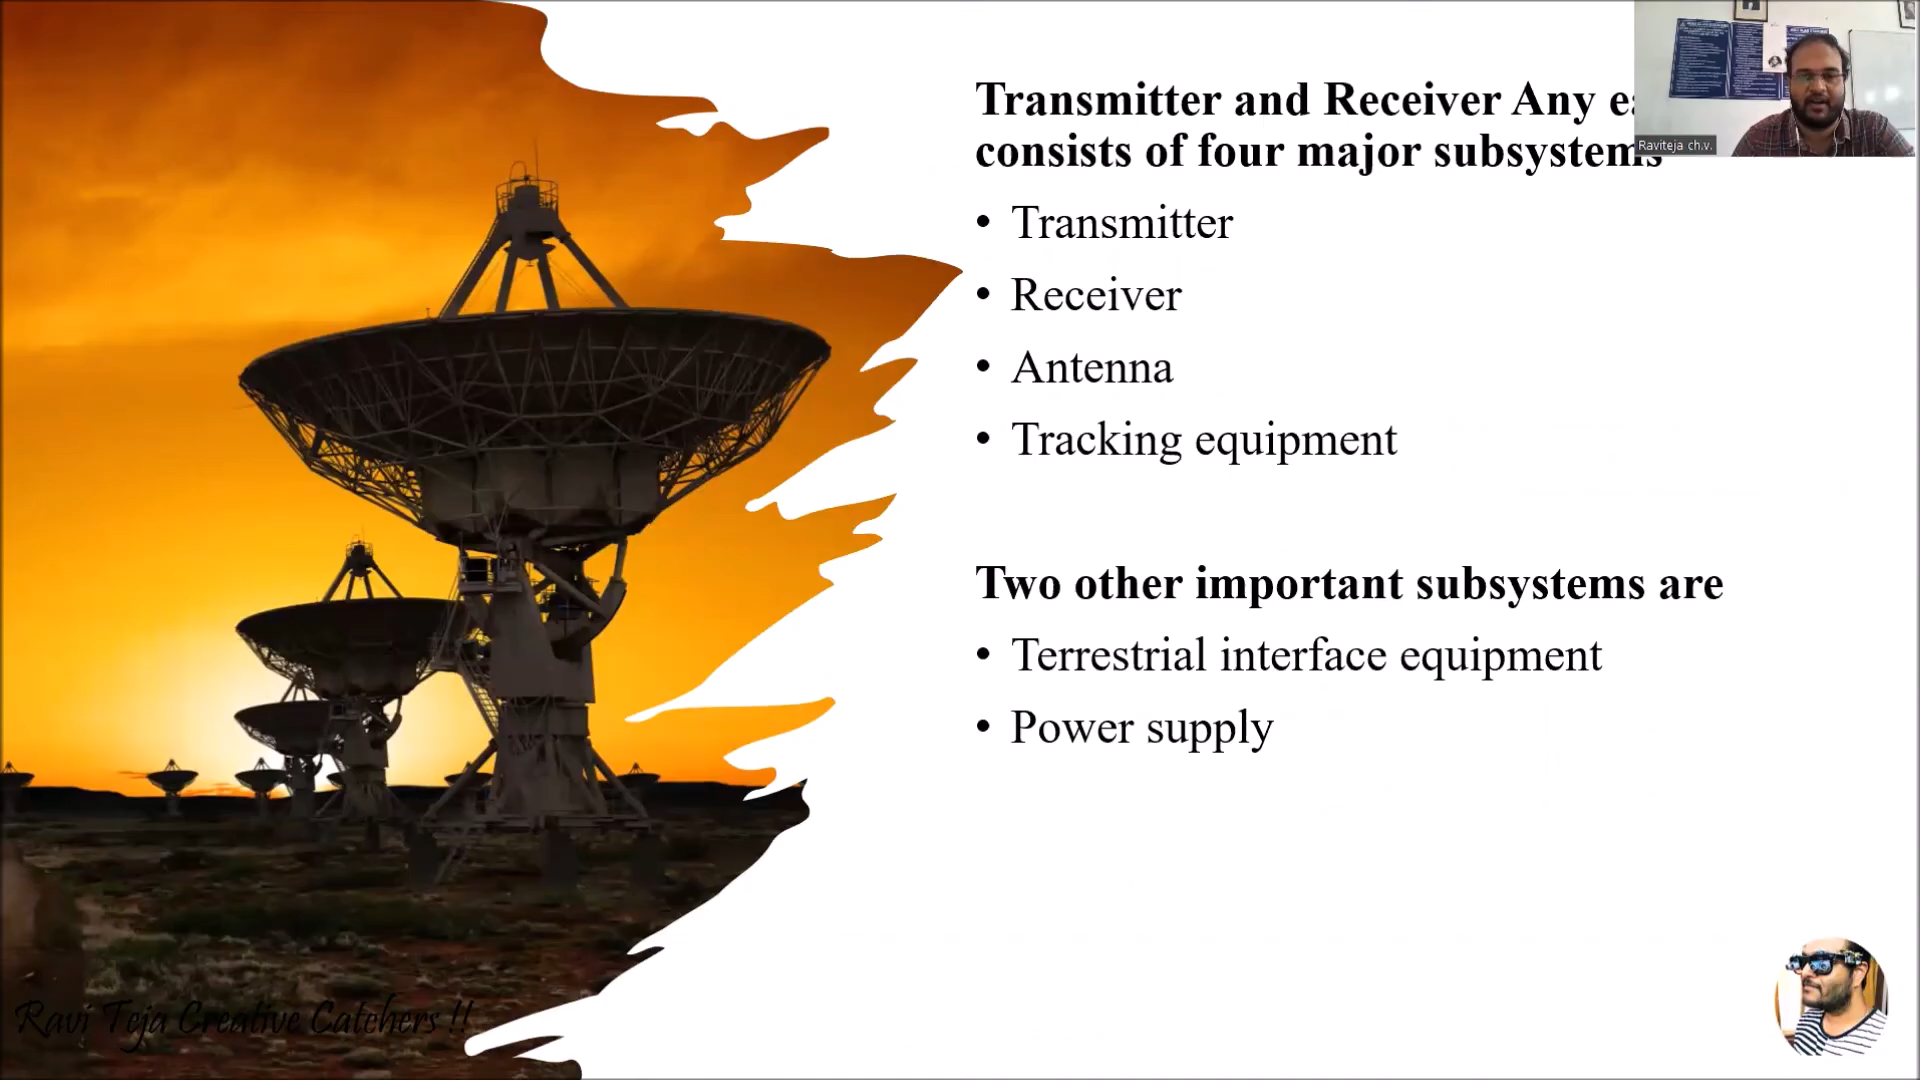 Transmitter and Receiver Any
consists of four major subsystems
• Transmitter
• Receiver
• Antenna
• Tracking equipment
Two other important subsystems are
• Terrestrial interface equipment
• Power supply
Raviteja ch.v.
Ravi Teja Creative Catchers !!